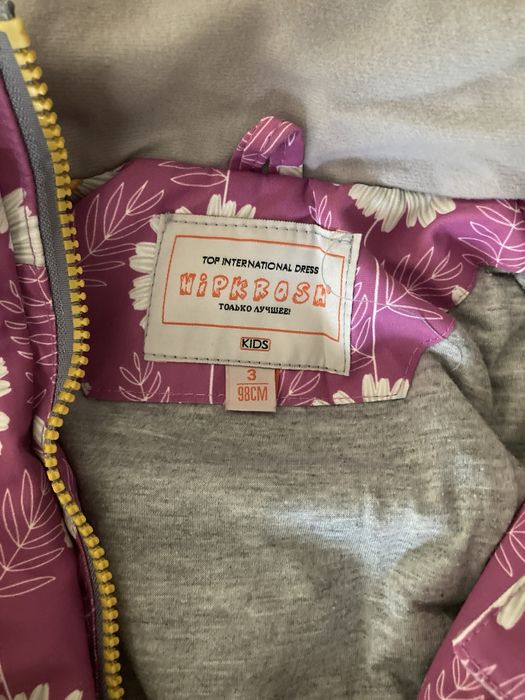 TOP INTERNATIONAL DRESS
HiPKBOSH
ТОЛЬКО ЛУЧШЕЕ!
KIDS
3
98CM